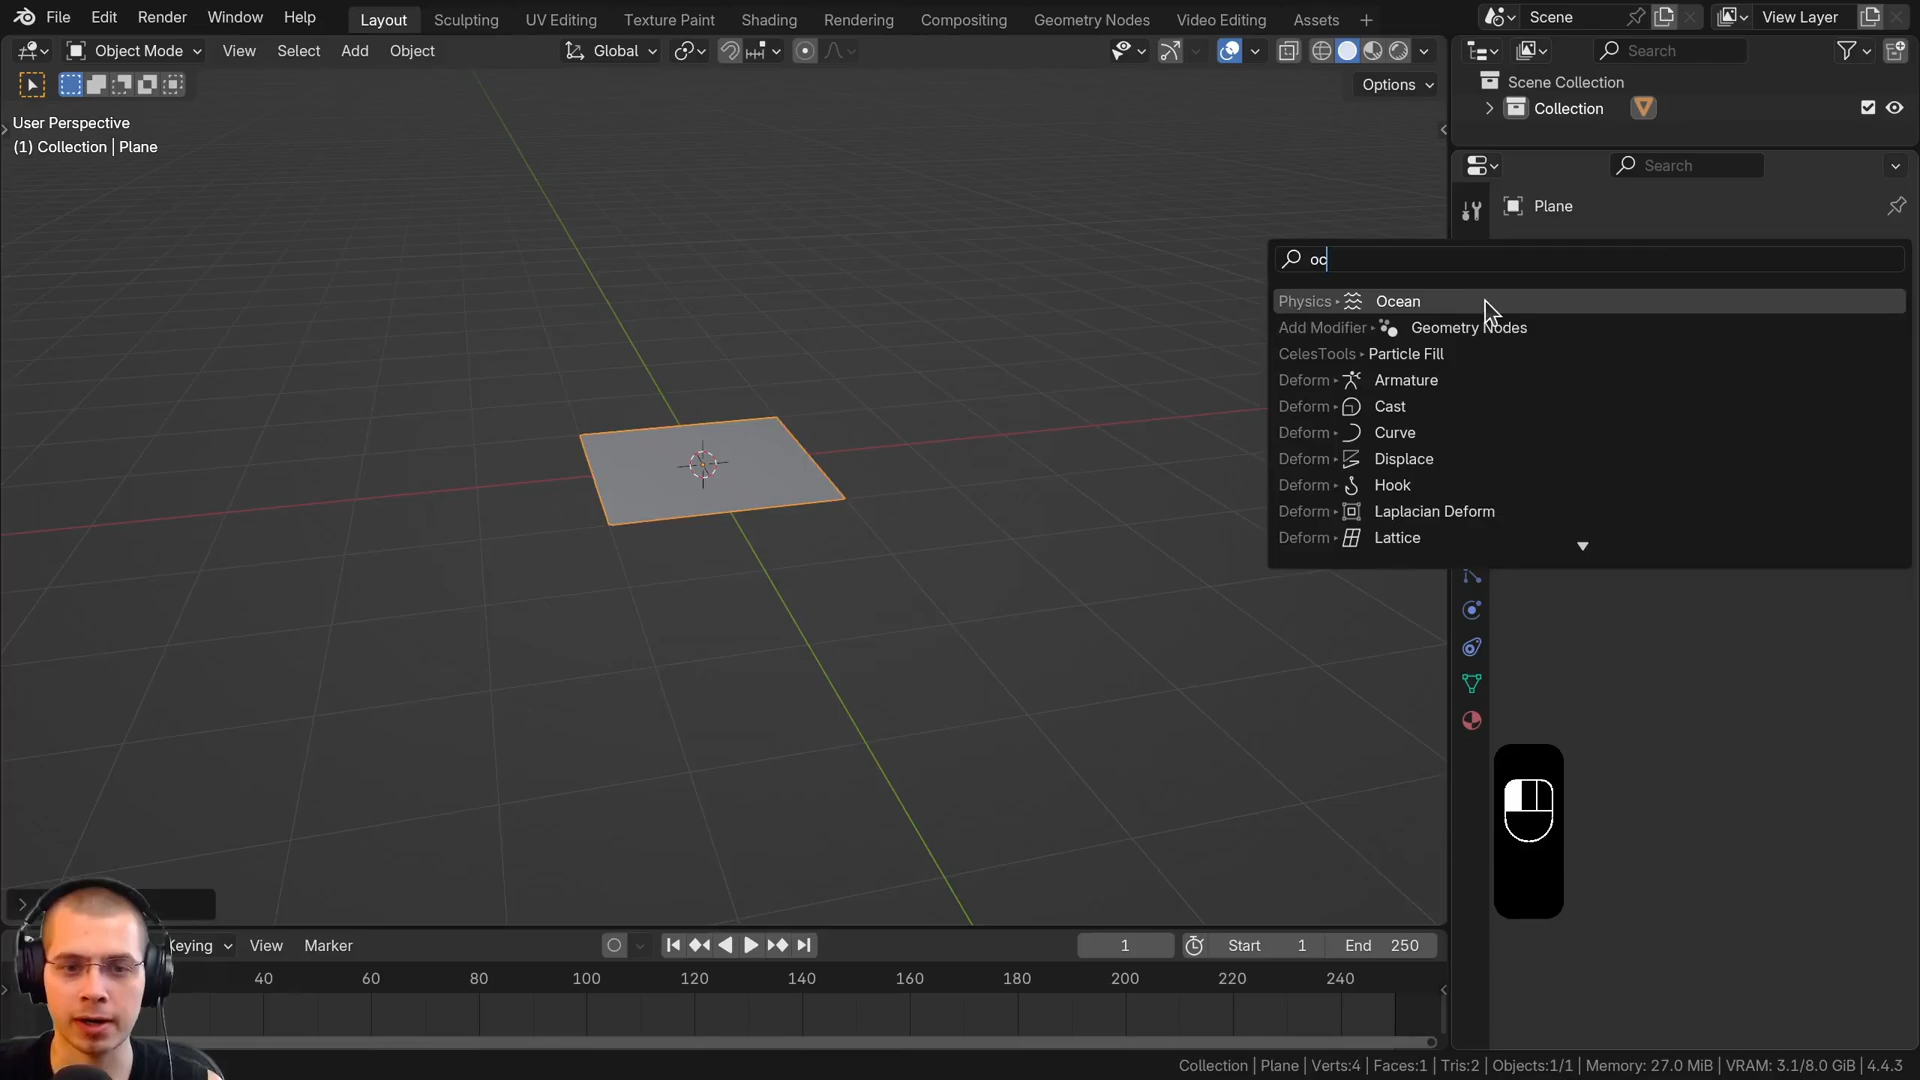 File Edit Render Window Help Layout Sculpting UV Editing Texture Paint Shading Rendering Compositing Geometry Nodes Video Editing Assets Scene View Layer
Object Mode View Select Add Object Global Search
Options
User Perspective
(1) Collection | Plane
Scene Collection
Collection
Search
Plane
oc
Physics Ocean
Add Modifier Geometry Nodes
CelesTools Particle Fill
Deform Armature
Deform Cast
Deform Curve
Deform Displace
Deform Hook
Deform Laplacian Deform
Deform Lattice
Keying View Marker 1 Start 1 End 250
40 60 80 100 120 140 160 180 200 220 240
Collection | Plane | Verts:4 | Faces:1 | Tris:2 | Objects:1/1 | Memory: 27.0 MiB | VRAM: 3.1/8.0 GiB | 4.4.3